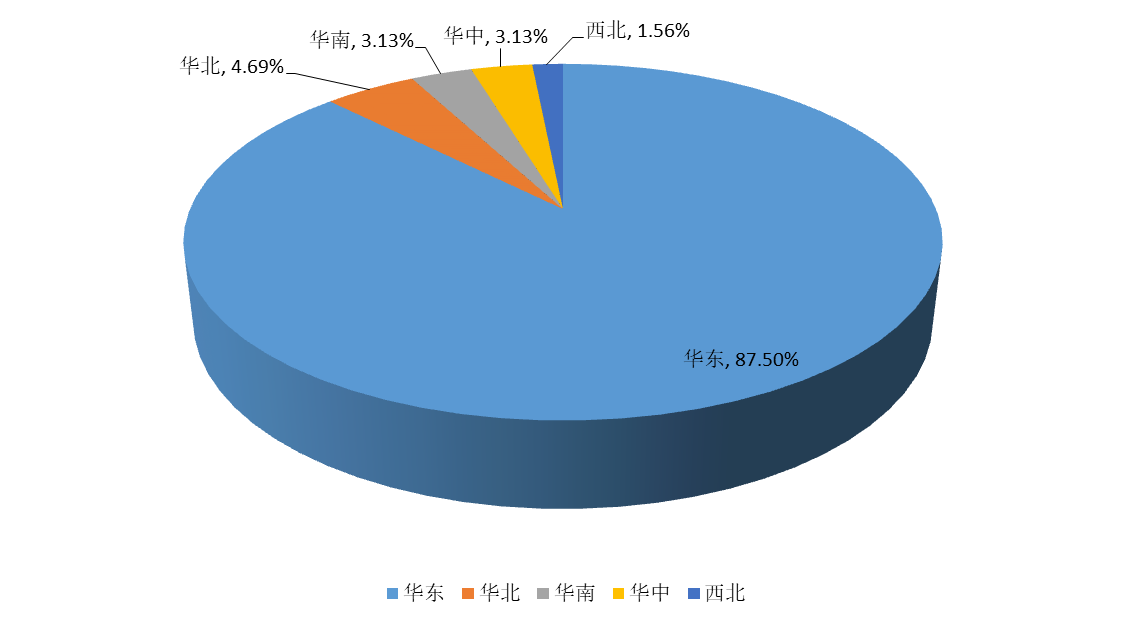 西北, 1.56%
华中, 3.13%
华南, 3.13%
华北, 4.69%
华东, 87.50%
华东 华北 华南 华中 西北